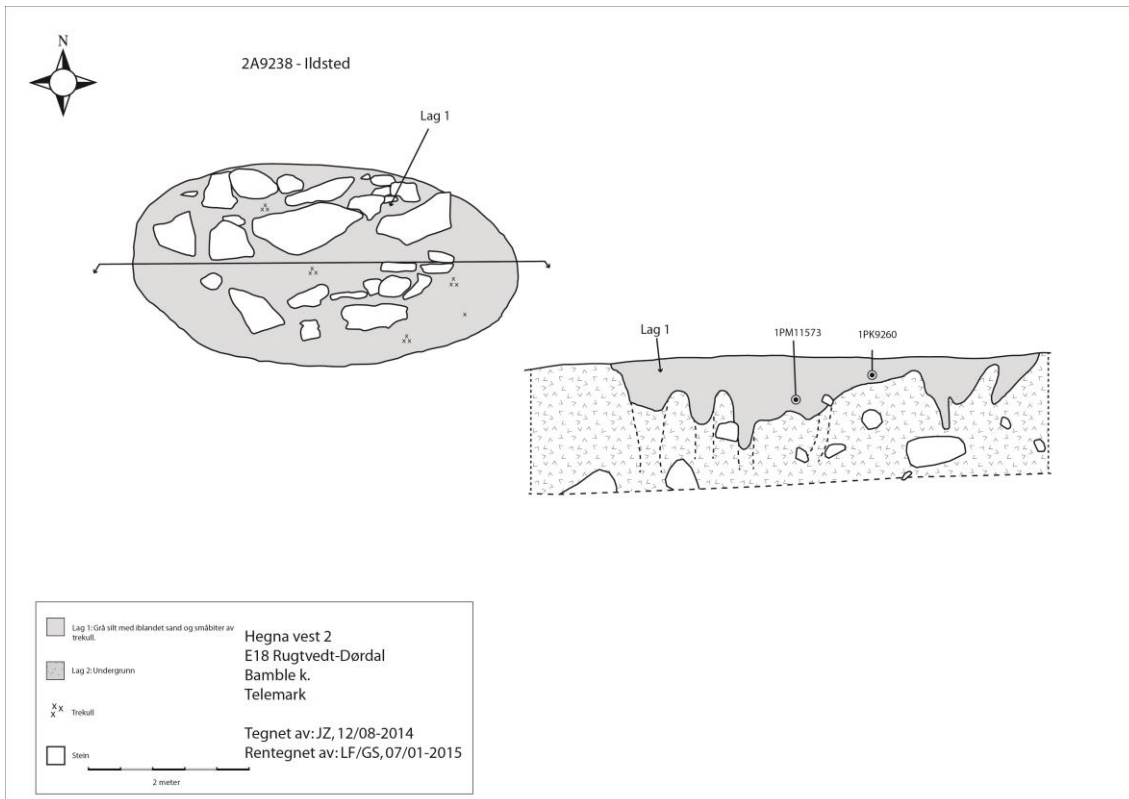 N
2A9238 - Ildsted
Lag 1
Lag 1
1PM11573
1PK9260
Lag 1: Grå silt med iblandet sand og småbiter av
trekull.
Lag 2: Undergrunn
Trekull
Stein
2 meter
Hegna vest 2
E18 Rugtvedt-Dørdal
Bamble k.
Telemark
Tegnet av: JZ, 12/08-2014
Rentegnet av: LF/GS, 07/01-2015